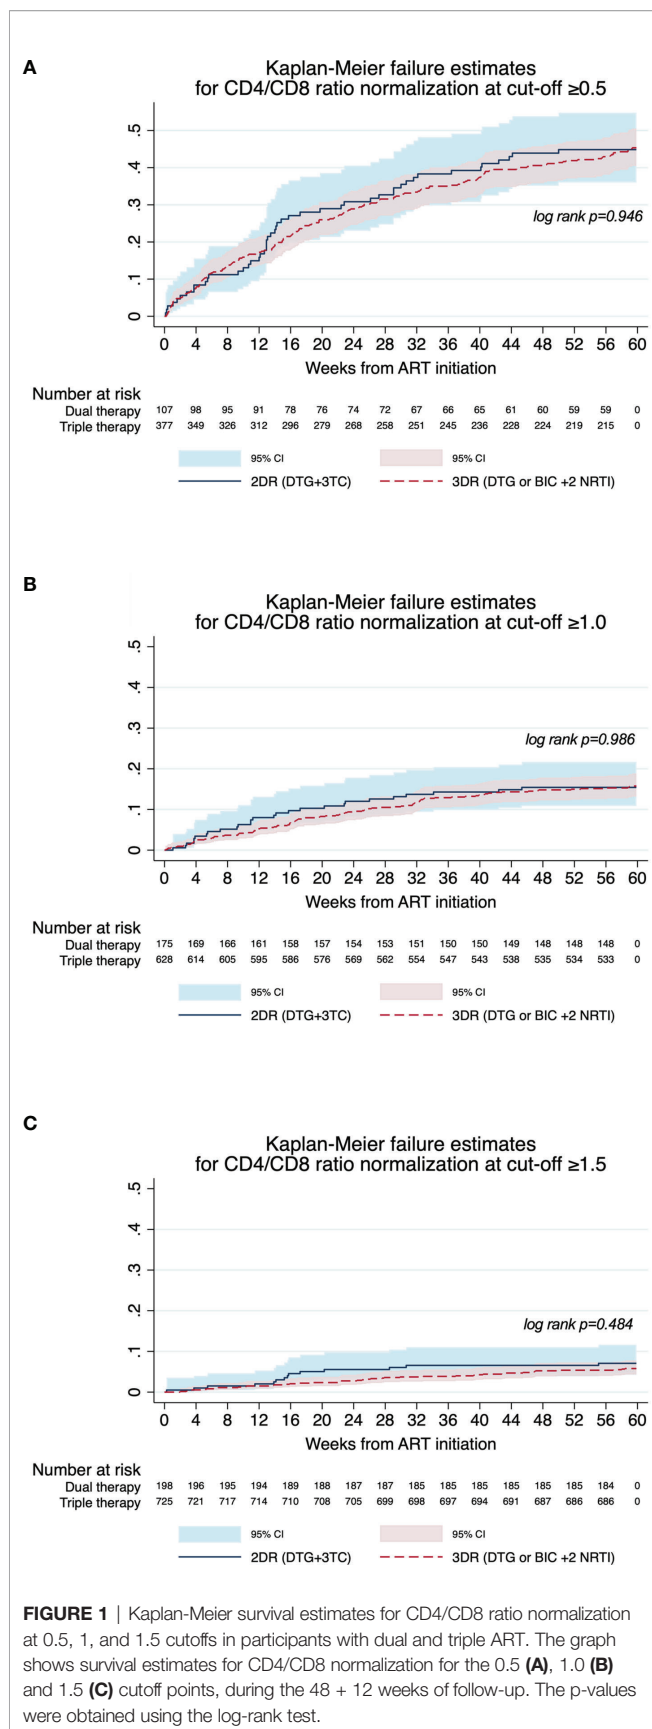 A
Kaplan-Meier failure estimates
for CD4/CD8 ratio normalization at cut-off ≥0.5
.5
.4
.3
.2
.1
0
log rank p=0.946
0 4 8 12 16 20 24 28 32 36 40 44 48 52 56 60
Weeks from ART initiation
Number at risk
Dual therapy 107 98 95 91 78 76 74 72 67 66 65 61 60 59 59 0
Triple therapy 377 349 326 312 296 279 268 258 251 245 236 228 224 219 215 0
95% CI 95% CI
2DR (DTG+3TC) 3DR (DTG or BIC +2 NRTI)
B
Kaplan-Meier failure estimates
for CD4/CD8 ratio normalization at cut-off ≥1.0
.5
.4
.3
.2
.1
0
log rank p=0.986
0 4 8 12 16 20 24 28 32 36 40 44 48 52 56 60
Weeks from ART initiation
Number at risk
Dual therapy 175 169 166 161 158 157 154 153 151 150 150 149 148 148 148 0
Triple therapy 628 614 605 595 586 576 569 562 554 547 543 538 535 534 533 0
95% CI 95% CI
2DR (DTG+3TC) 3DR (DTG or BIC +2 NRTI)
C
Kaplan-Meier failure estimates
for CD4/CD8 ratio normalization at cut-off ≥1.5
.5
.4
.3
.2
.1
0
log rank p=0.484
0 4 8 12 16 20 24 28 32 36 40 44 48 52 56 60
Weeks from ART initiation
Number at risk
Dual therapy 198 196 195 194 189 188 187 187 185 185 185 185 185 185 184 0
Triple therapy 725 721 717 714 710 708 705 699 698 697 694 691 687 686 686 0
95% CI 95% CI
2DR (DTG+3TC) 3DR (DTG or BIC +2 NRTI)
FIGURE 1 | Kaplan-Meier survival estimates for CD4/CD8 ratio normalization
at 0.5, 1, and 1.5 cutoffs in participants with dual and triple ART. The graph
shows survival estimates for CD4/CD8 normalization for the 0.5 (A), 1.0 (B)
and 1.5 (C) cutoff points, during the 48 + 12 weeks of follow-up. The p-values
were obtained using the log-rank test.